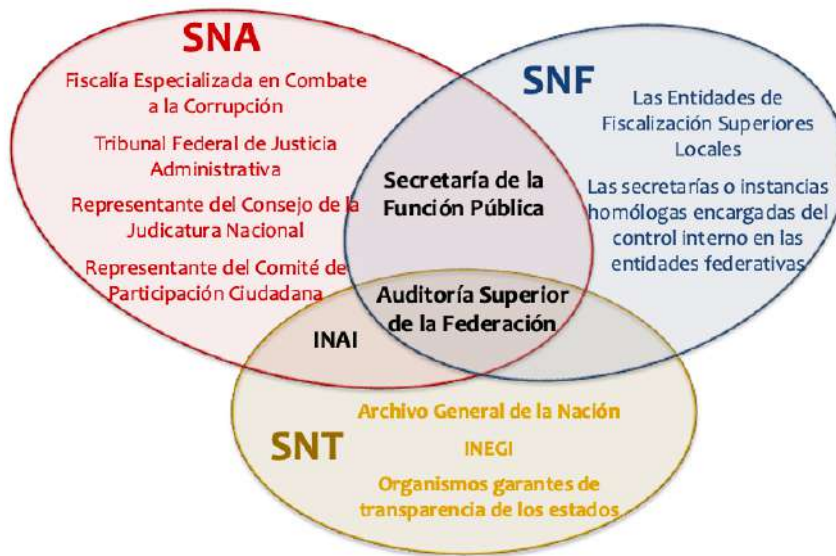 SNA
Fiscalía Especializada en Combate
a la Corrupción
Tribunal Federal de Justicia
Administrativa
Representante del Consejo de la
Judicatura Nacional
Representante del Comité de
Participación Ciudadana
SNF
Las Entidades de
Fiscalización Superiores
Locales
Las secretarías o instancias
homólogas encargadas del
control interno en las
entidades federativas
Secretaría de la
Función Pública
Auditoría Superior
de la Federación
INAI
SNT
Archivo General de la Nación
INEGI
Organismos garantes de
transparencia de los estados